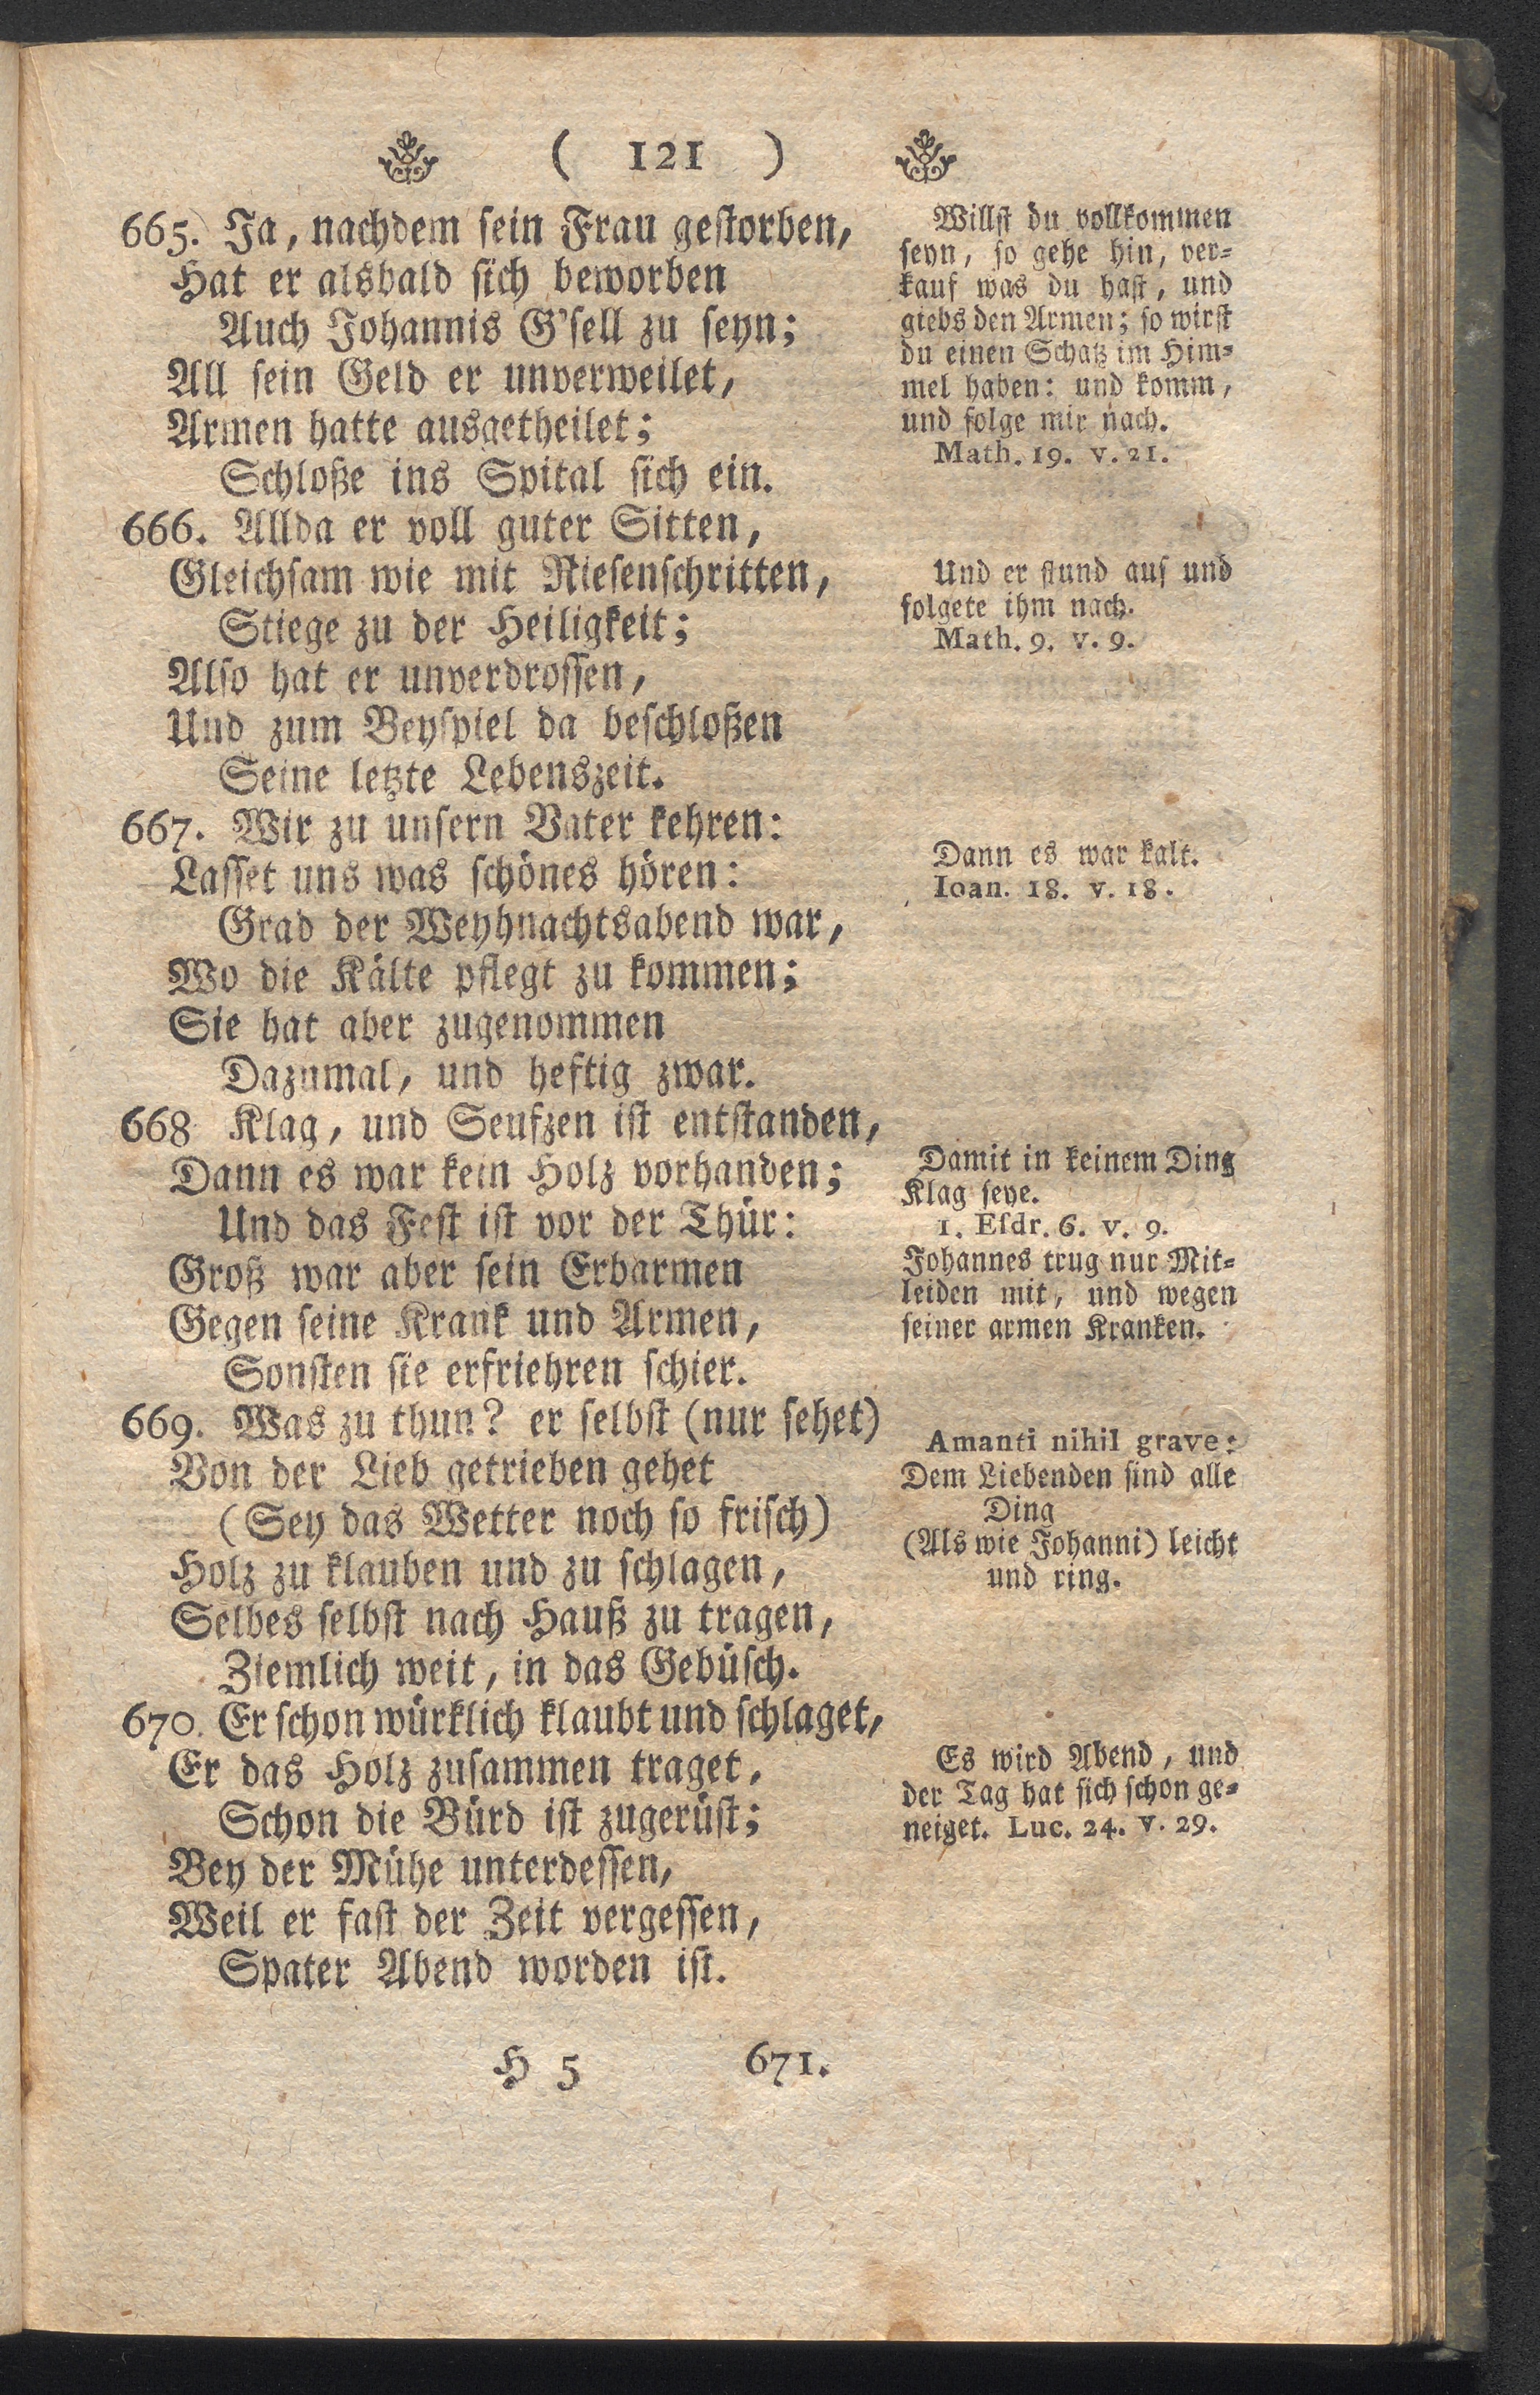 ( 121 )
665. Ja, nachdem sein Frau gestorben,
Hat er alsbald sich beworben
Auch Johannis G'sell zu seyn;
All sein Geld er unverweilet,
Armen hatte ausgetheilet;
Schloße ins Spital sich ein.
666. Allda er voll guter Sitten,
Gleichsam wie mit Riesenschritten,
Stiege zu der Heiligkeit;
Also hat er unverdrossen,
Und zum Beyspiel da beschloßen
Seine letzte Lebenszeit.
667. Wir zu unsern Vater kehren:
Lasset uns was schönes hören:
Grad der Weyhnachtsabend war,
Wo die Kälte pflegt zu kommen;
Sie hat aber zugenommen
Dazumal, und heftig zwar.
668 Klag, und Seufzen ist entstanden,
Dann es war kein Holz vorhanden;
Und das Fest ist vor der Thür:
Groß war aber sein Erbarmen
Gegen seine Krank und Armen,
Sonsten sie erfriehren schier.
669. Was zu thun? er selbst (nur sehet)
Von der Lieb getrieben gehet
(Sey das Wetter noch so frisch)
Holz zu klauben und zu schlagen,
Selbes selbst nach Hauß zu tragen,
Ziemlich weit, in das Gebüsch.
670. Er schon würklich klaubt und schlaget,
Er das Holz zusammen traget,
Schon die Bürd ist zugerüst;
Bey der Mühe unterdessen,
Weil er fast der Zeit vergessen,
Spater Abend worden ist.
Willst du vollkommen
seyn, so gehe hin, ver-
kauf was du hast, und
giebs den Armen; so wirst
du einen Schatz im Him-
mel haben: und komm,
und folge mir nach.
Math. 19. v. 21.
Und er stund auf und
folgete ihm nach.
Math. 9. v. 9.
Dann es war kalt.
Ioan. 18. v. 18.
Damit in keinem Ding
Klag seye.
1. Esdr. 6. v. 9.
Johannes trug nur Mit-
leiden mit, und wegen
seiner armen Kranken.
Amanti nihil grave:
Dem Liebenden sind alle
Ding
(Als wie Johanni) leicht
und ring.
Es wird Abend, und
der Tag hat sich schon ge-
neiget. Luc. 24. v. 29.
H 5 671.